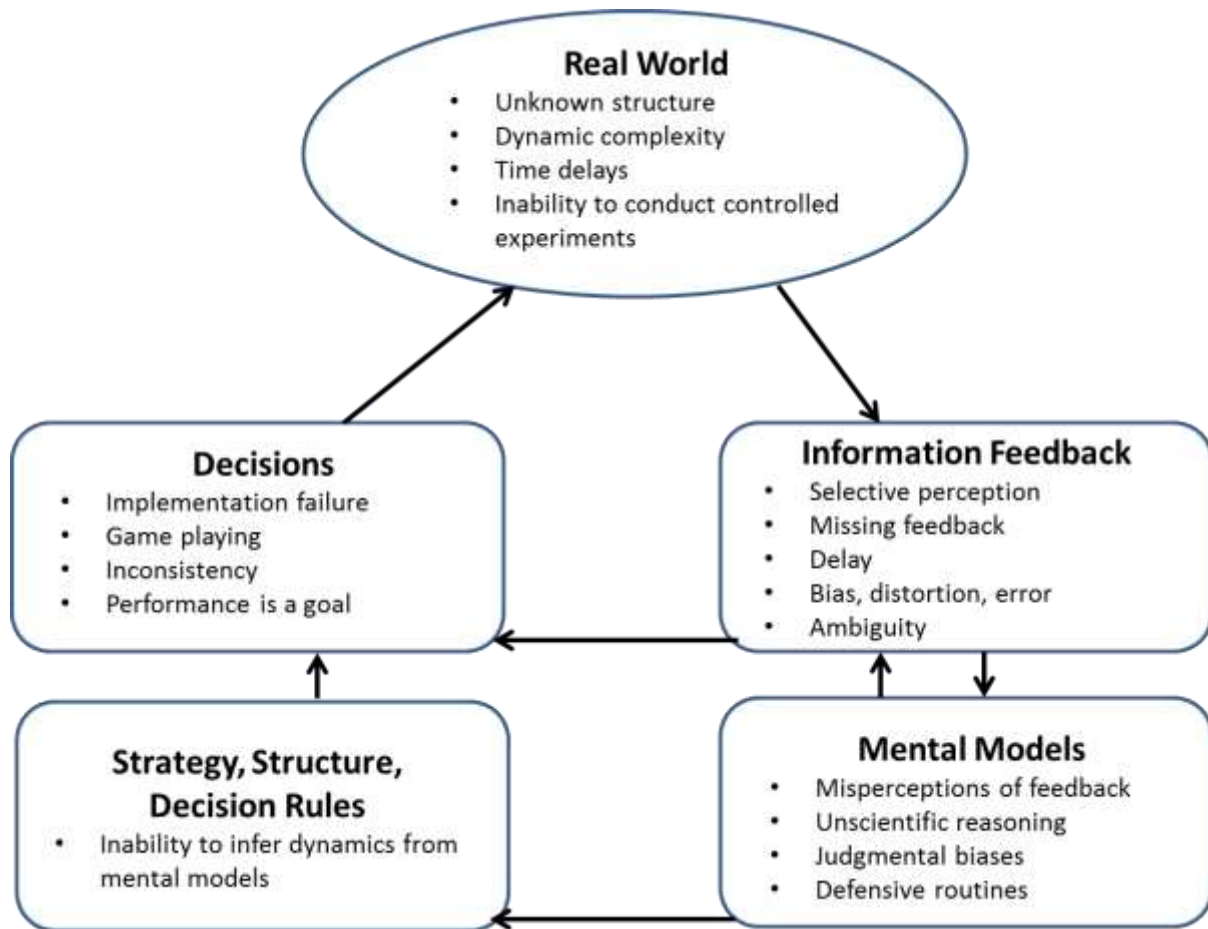 Real World
• Unknown structure
• Dynamic complexity
• Time delays
• Inability to conduct controlled
experiments
Decisions
• Implementation failure
• Game playing
• Inconsistency
• Performance is a goal
Information Feedback
• Selective perception
• Missing feedback
• Delay
• Bias, distortion, error
• Ambiguity
Strategy, Structure,
Decision Rules
• Inability to infer dynamics from
mental models
Mental Models
• Misperceptions of feedback
• Unscientific reasoning
• Judgmental biases
• Defensive routines